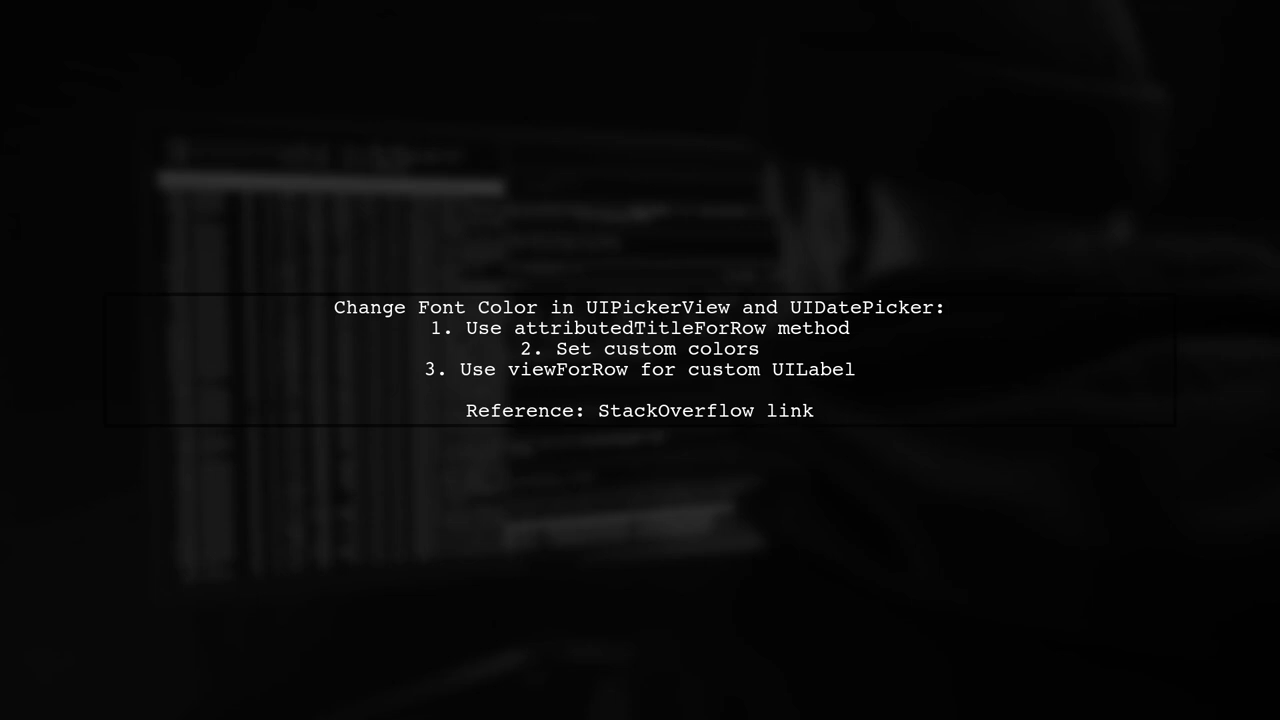 Change Font Color in UIPickerView and UIDatePicker:
1. Use attributedTitleForRow method
2. Set custom colors
3. Use viewForRow for custom UILabel
Reference: StackOverflow link